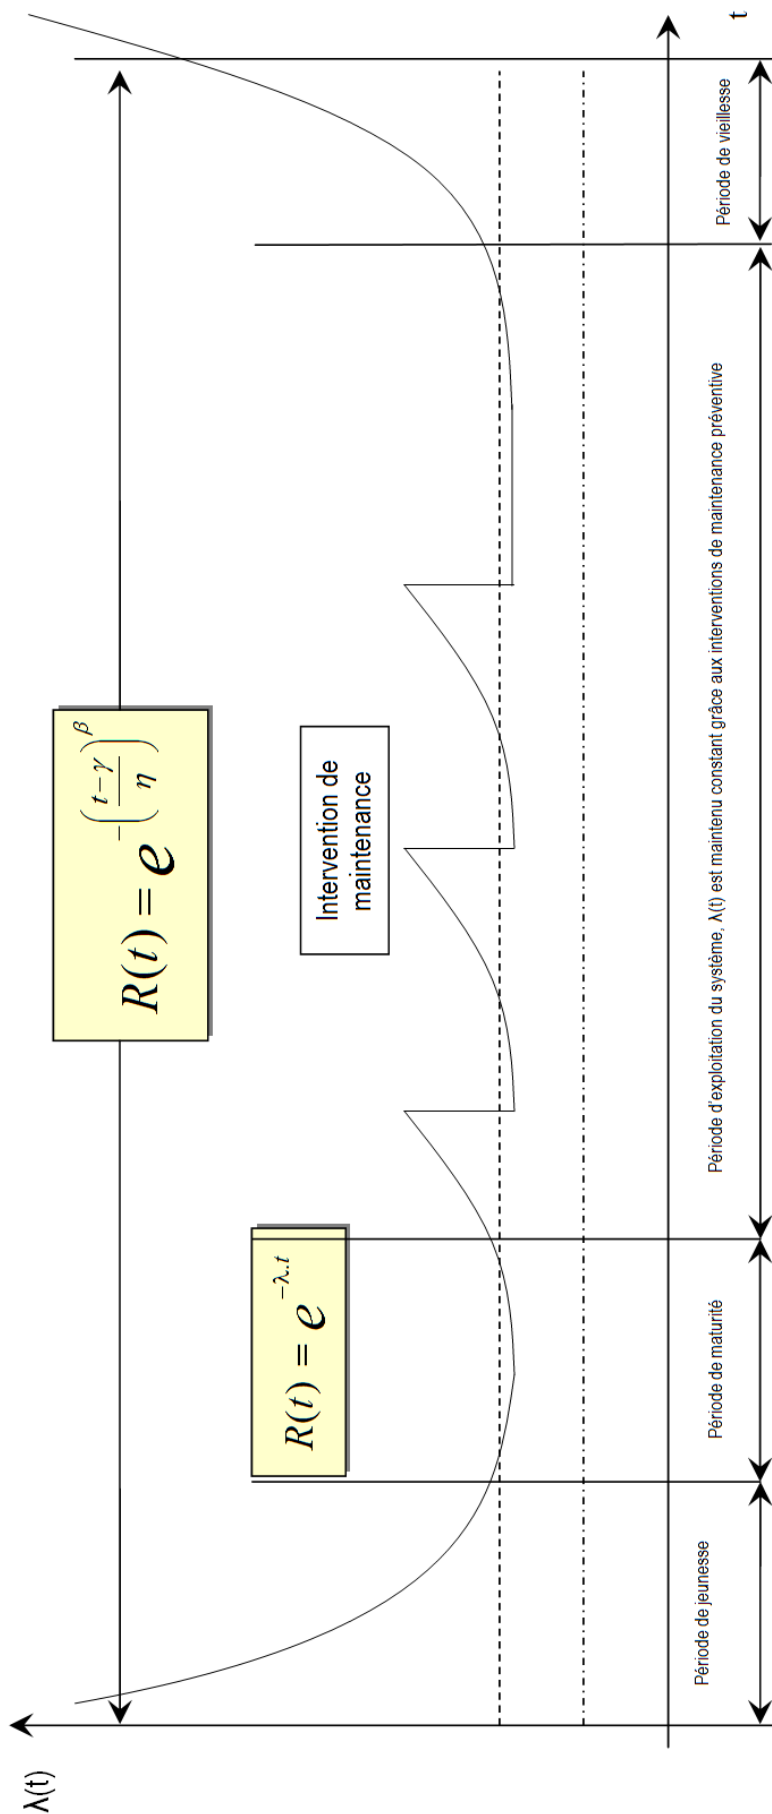 λ(t)
R(t) = e^{-((t-γ)/η)^β}
R(t) = e^{-λ.t}
Intervention de
maintenance
t
Période de jeunesse
Période de maturité
Période d'exploitation du système, λ(t) est maintenu constant grâce aux interventions de maintenance préventive
Période de vieillesse